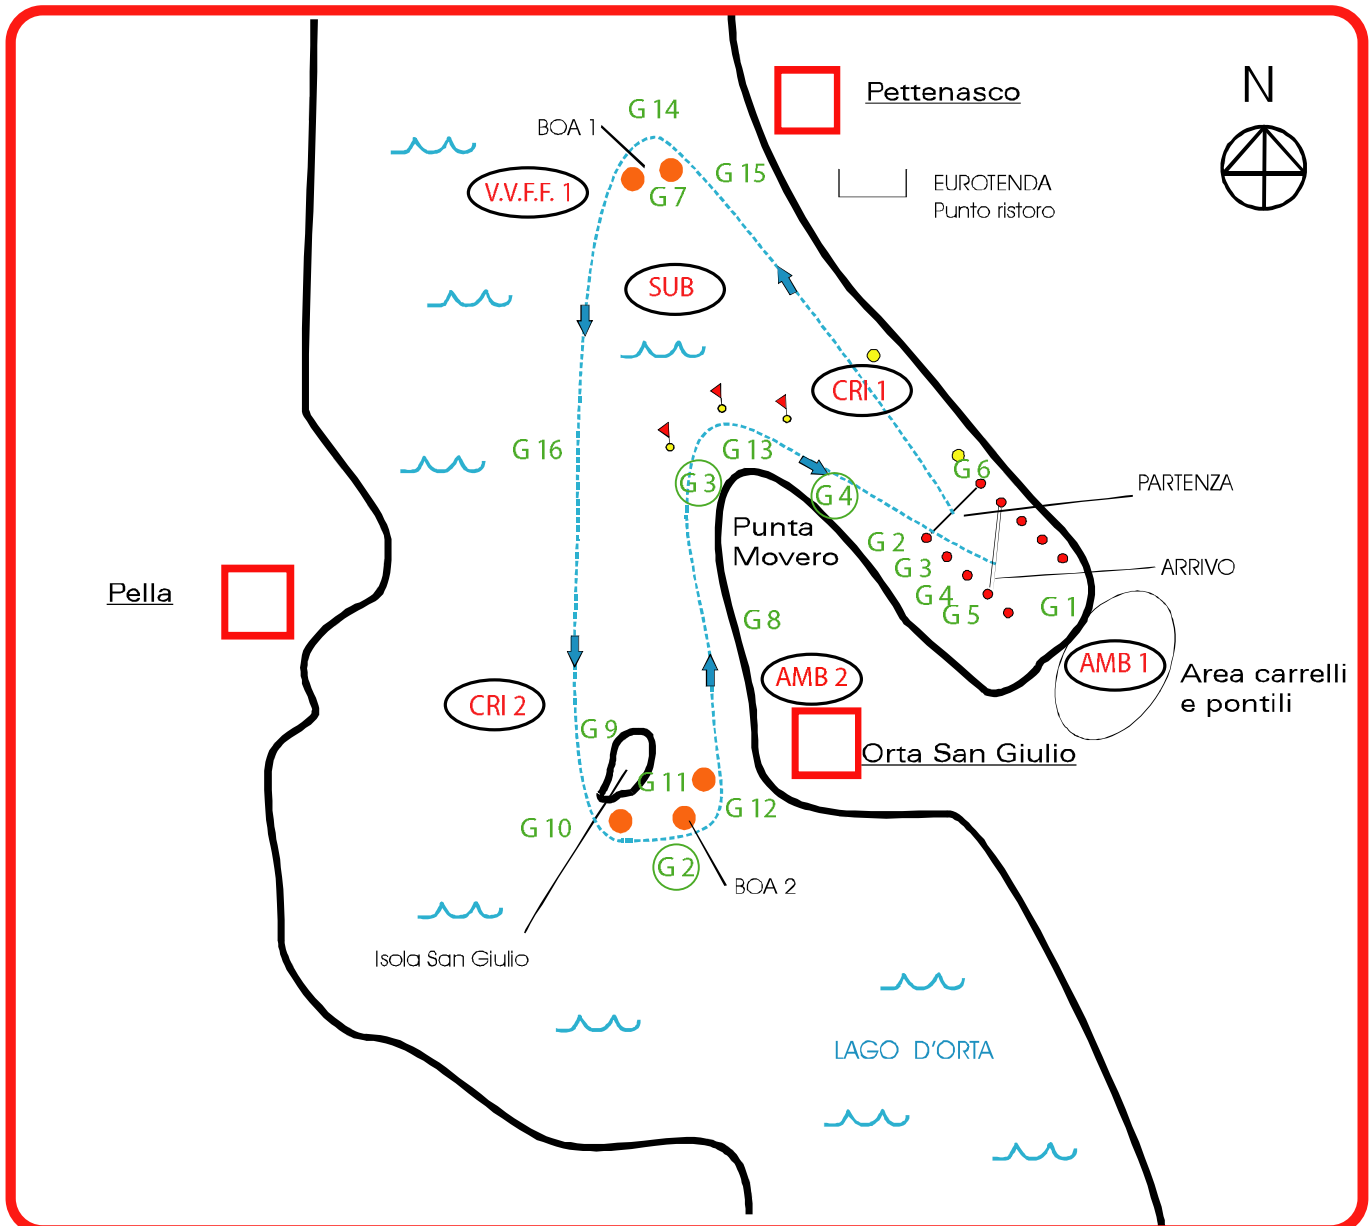 N
Pettenasco
G 14
BOA 1
G 15
EUROTENDA
Punto ristoro
V.V.F.F. 1
G 7
SUB
CRI 1
G 16
G 13
G 6
G 3
G 4
PARTENZA
Punta
Movero
G 2
G 3
ARRIVO
Pella
G 4
G 5
G 1
G 8
AMB 2
AMB 1
Area carrelli
e pontili
CRI 2
G 9
Orta San Giulio
G 11
G 12
G 10
G 2
BOA 2
Isola San Giulio
LAGO D'ORTA